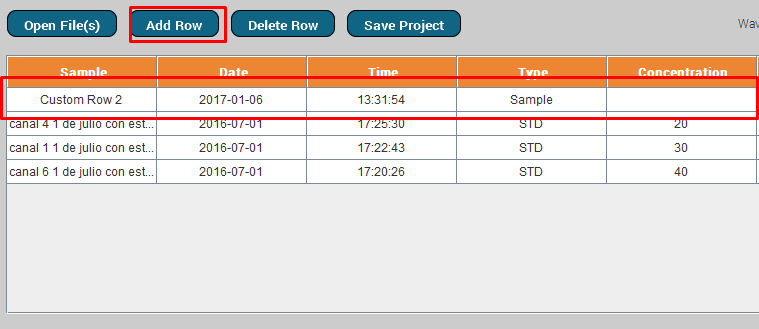 Open File(s) Add Row Delete Row Save Project
Sample Date Time Type Concentration
Custom Row 2 2017-01-06 13:31:54 Sample
canal 4 1 de julio con est... 2016-07-01 17:25:30 STD 20
canal 1 1 de julio con est... 2016-07-01 17:22:43 STD 30
canal 6 1 de julio con est... 2016-07-01 17:20:26 STD 40